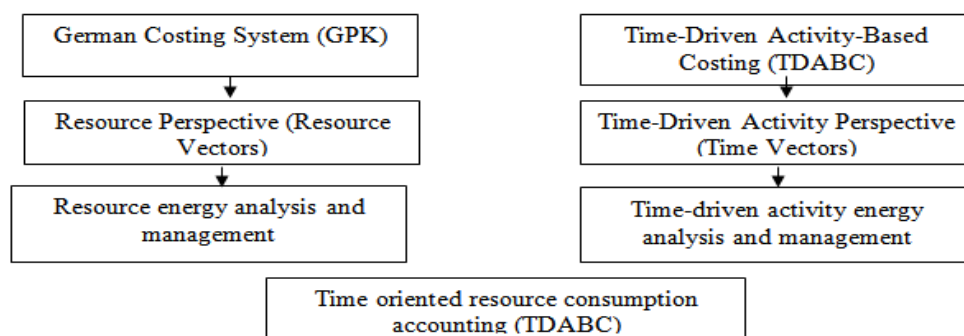 German Costing System (GPK)
Resource Perspective (Resource
Vectors)
Resource energy analysis and
management
Time-Driven Activity-Based
Costing (TDABC)
Time-Driven Activity Perspective
(Time Vectors)
Time-driven activity energy
analysis and management
Time oriented resource consumption
accounting (TDABC)